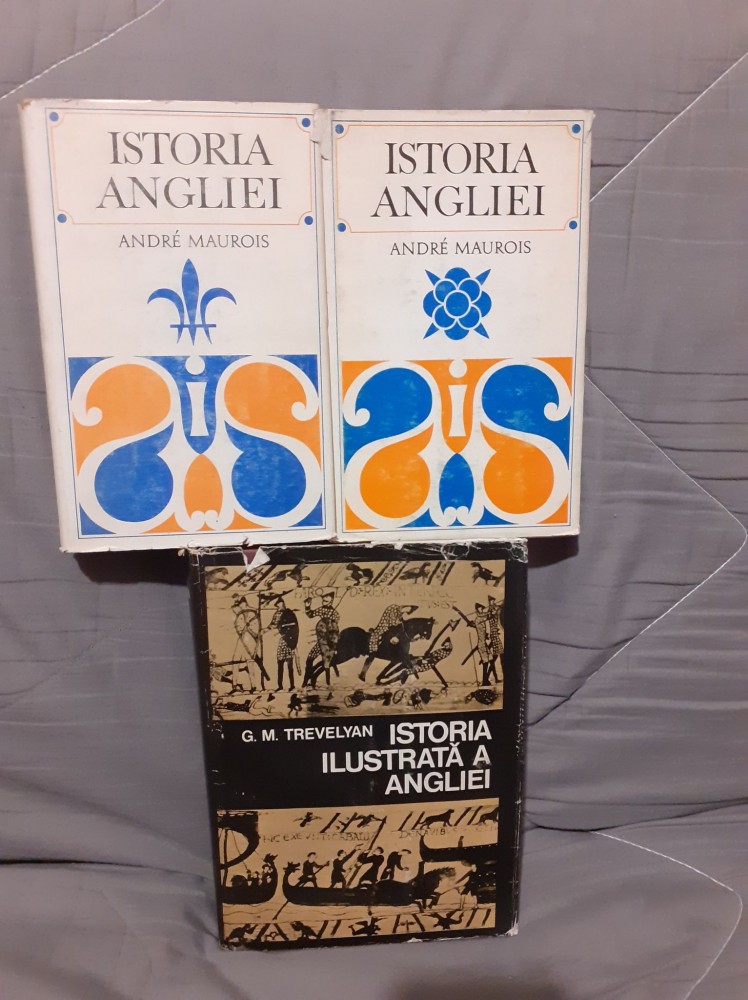 ISTORIA
ANGLIEI
ANDRÉ MAUROIS
ISTORIA
ANGLIEI
ANDRÉ MAUROIS
G. M. TREVELYAN ISTORIA
ILUSTRATĂ A
ANGLIEI